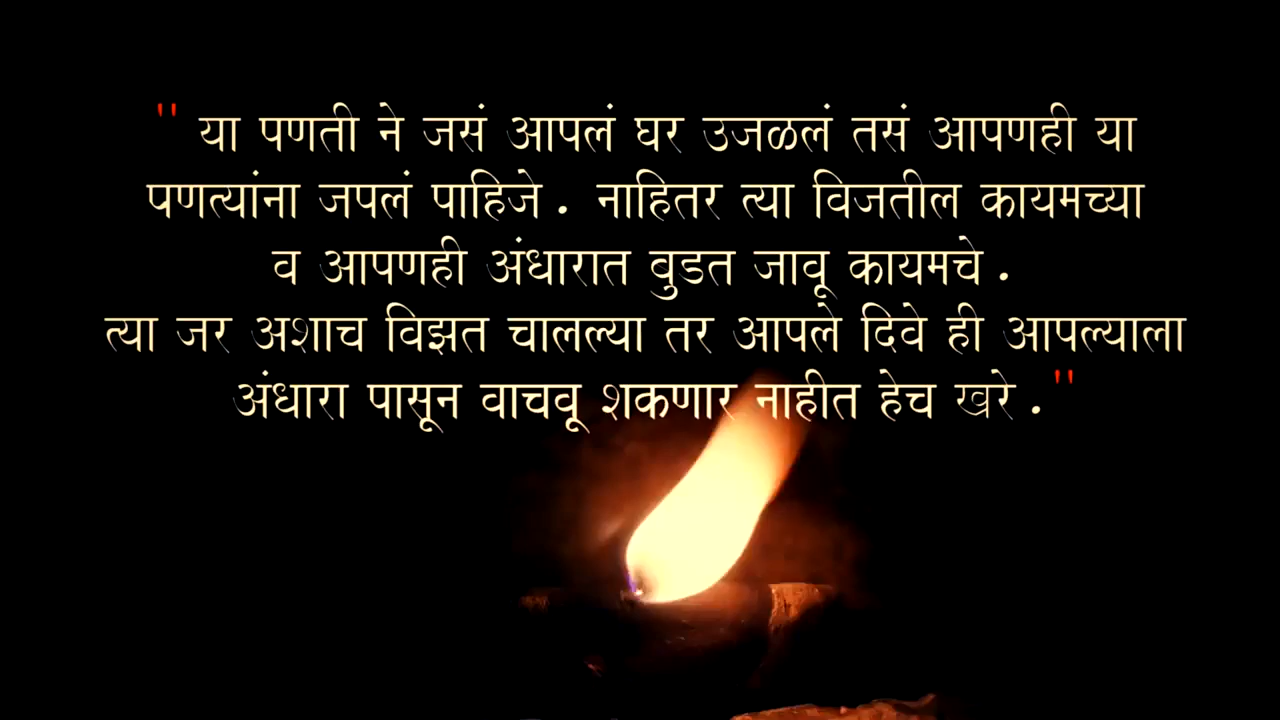 " या पणती ने जसं आपलं घर उजळलं तसं आपणही या
पणत्यांना जपलं पाहिजे. नाहितर त्या विजतील कायमच्या
व आपणही अंधारात बुडत जावू कायमचे.
त्या जर अशाच विझत चालल्या तर आपले दिवे ही आपल्याला
अंधारा पासून वाचवू शकणार नाहीत हेच खरे."